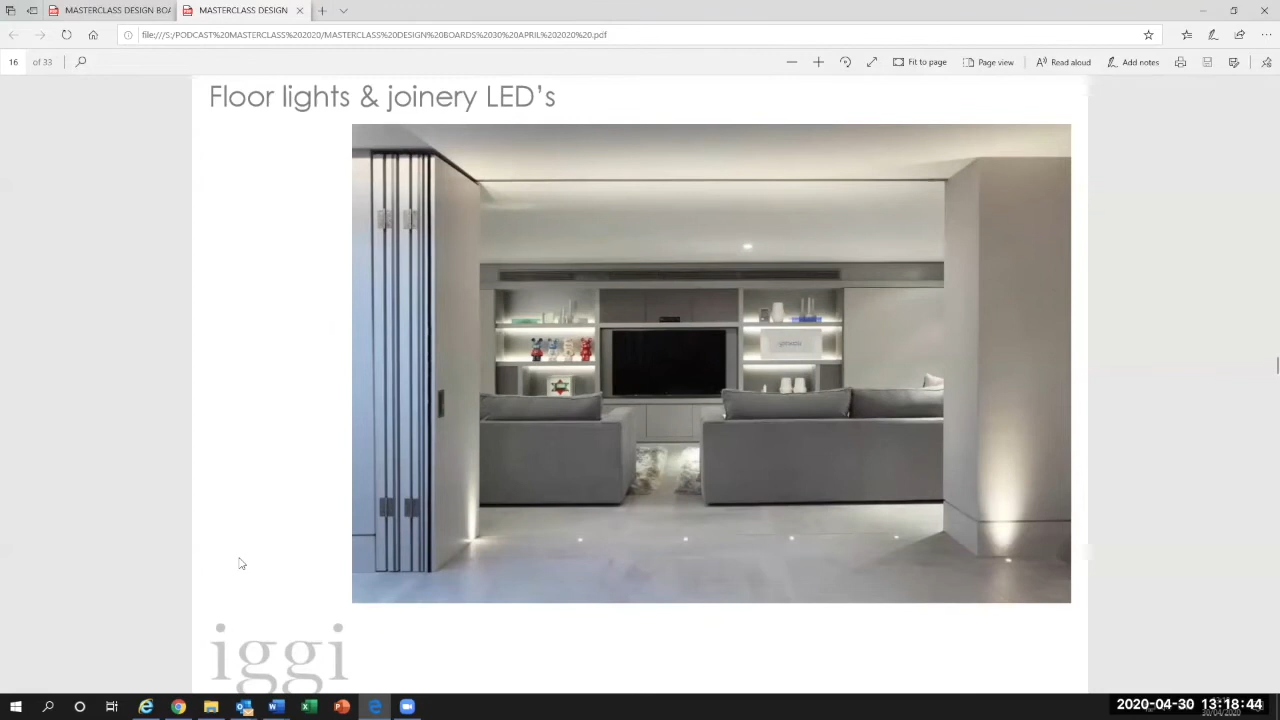 MASTERCLASS DESIGN BOA
MASTERCLASS DESIGN
file:///S:/PODCAST%20MASTERCLASS%202020/MASTERCLASS%20DESIGN%20BOARDS%2030%20APRIL%202020%20.pdf
16 of 33
Fit to page
Page view
Read aloud
Add notes
Floor lights & joinery LED’s
iggi
2020-04-30 13:18:44